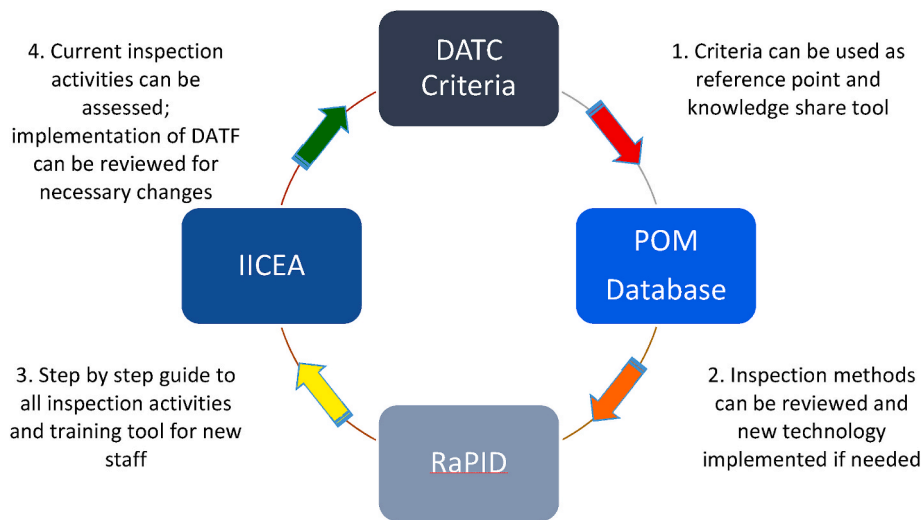 DATC
Criteria
1. Criteria can be used as
reference point and
knowledge share tool
POM
Database
2. Inspection methods
can be reviewed and
new technology
implemented if needed
RaPID
3. Step by step guide to
all inspection activities
and training tool for new
staff
IICEA
4. Current inspection
activities can be
assessed;
implementation of DATF
can be reviewed for
necessary changes